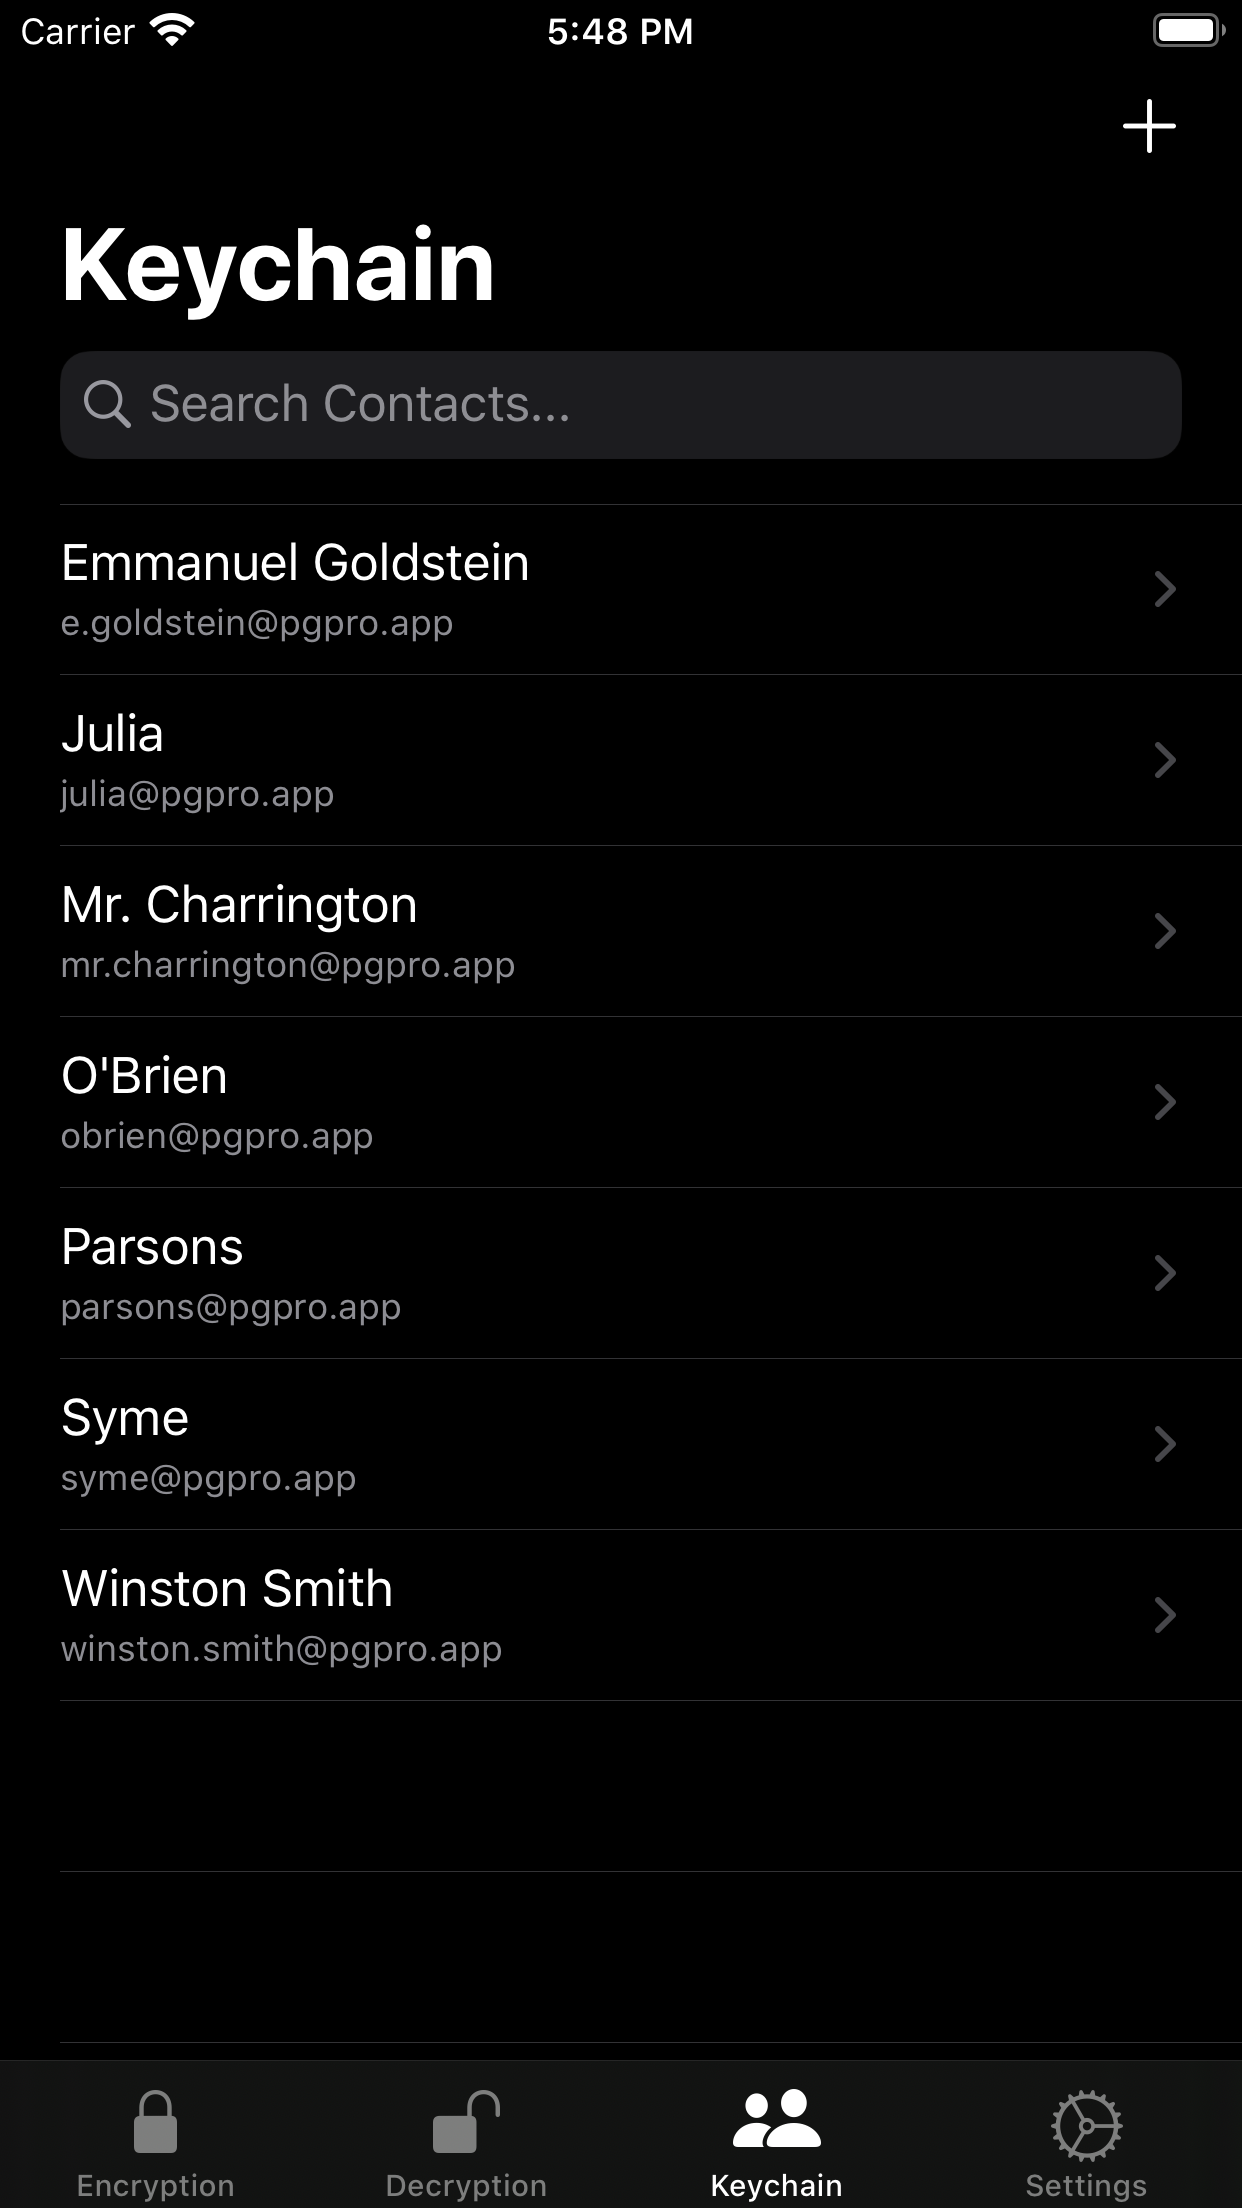 Carrier
5:48 PM
Keychain
Search Contacts...
Emmanuel Goldstein
e.goldstein@pgpro.app
Julia
julia@pgpro.app
Mr. Charrington
mr.charrington@pgpro.app
O'Brien
obrien@pgpro.app
Parsons
parsons@pgpro.app
Syme
syme@pgpro.app
Winston Smith
winston.smith@pgpro.app
Encryption
Decryption
Keychain
Settings